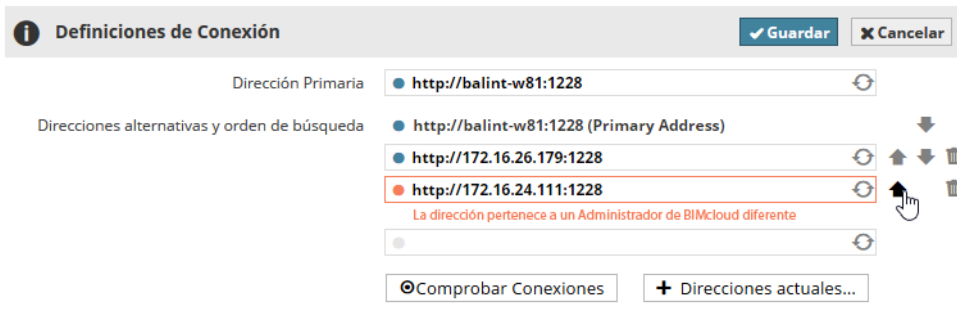 Definiciones de Conexión
Guardar
Cancelar
Dirección Primaria
http://balint-w81:1228
Direcciones alternativas y orden de búsqueda
http://balint-w81:1228 (Primary Address)
http://172.16.26.179:1228
http://172.16.24.111:1228
La dirección pertenece a un Administrador de BIMcloud diferente
Comprobar Conexiones
Direcciones actuales...